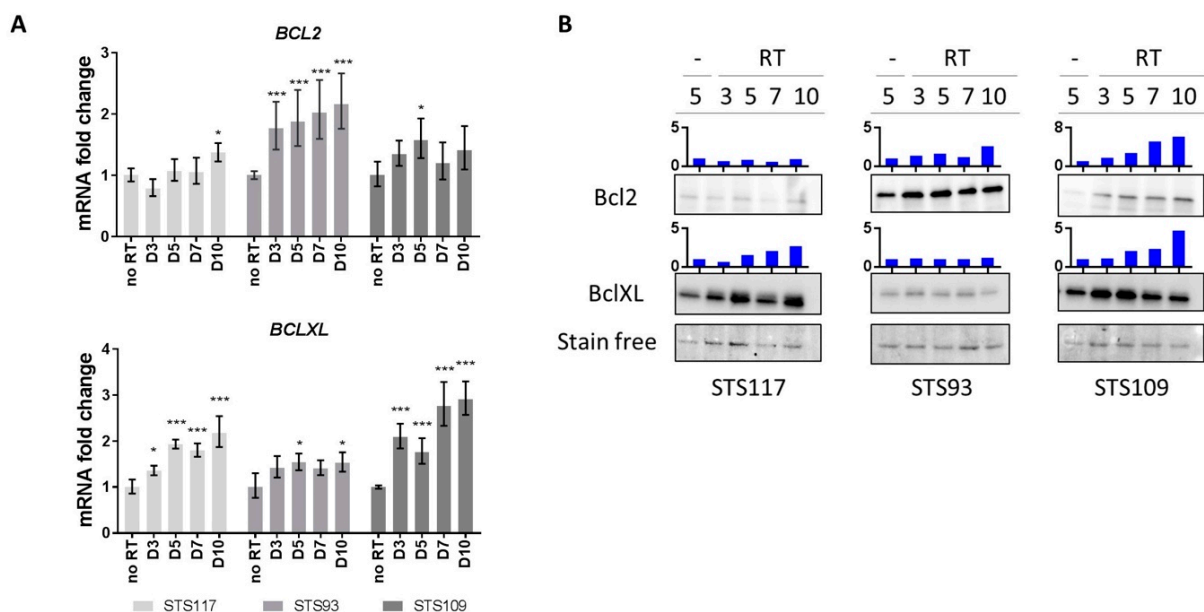 A
BCL2
mRNA fold change
3
2
1
0
* *** *** *** *** *
no RT D3 D5 D7 D10 no RT D3 D5 D7 D10 no RT D3 D5 D7 D10
BCLXL
mRNA fold change
4
3
2
1
0
* *** *** *** * * *** *** *** ***
no RT D3 D5 D7 D10 no RT D3 D5 D7 D10 no RT D3 D5 D7 D10
STS117 STS93 STS109
B
- RT - RT - RT
5 3 5 7 10 5 3 5 7 10 5 3 5 7 10
5 5 8
0 0 0
Bcl2
5 5 5
0 0 0
BclXL
Stain free
STS117 STS93 STS109